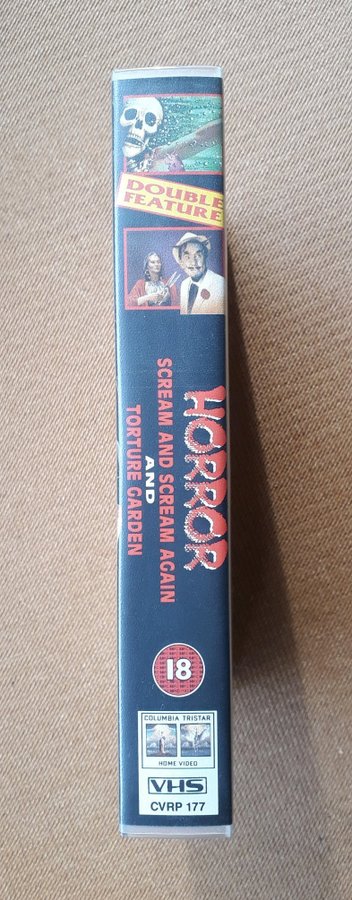 DOUBLE
FEATURE
HORROR
SCREAM AND SCREAM AGAIN
AND
TORTURE GARDEN
18
COLUMBIA TRISTAR
HOME VIDEO
VHS
CVRP 177